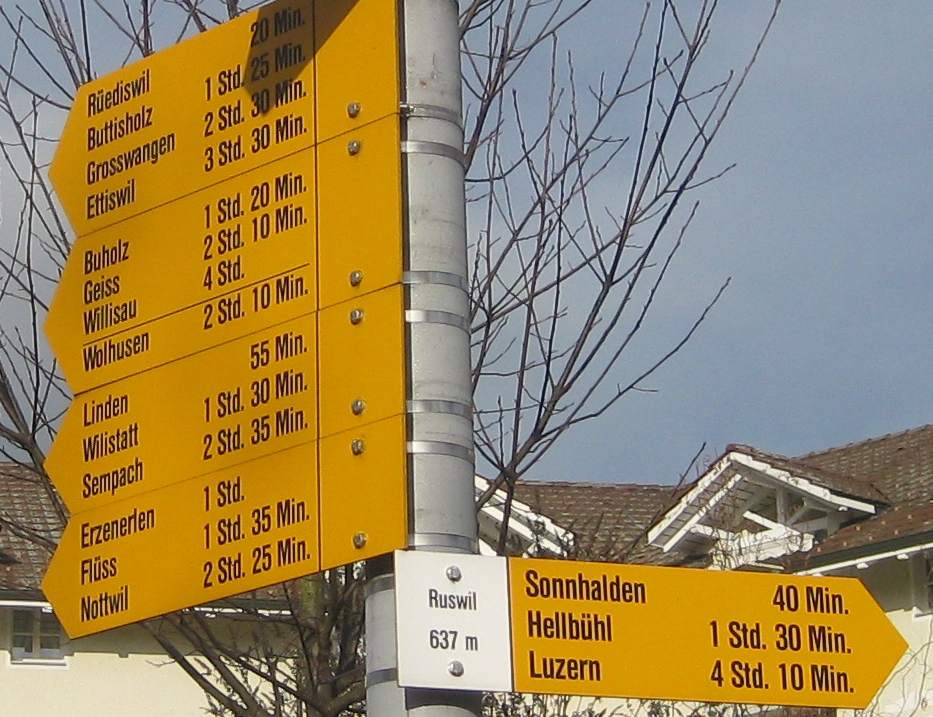 Rüediswil 20 Min.
Buttisholz 1 Std. 25 Min.
Grosswangen 2 Std. 30 Min.
Ettiswil 3 Std. 30 Min.
Buholz 1 Std. 20 Min.
Geiss 2 Std. 10 Min.
Willisau 4 Std.
Wolhusen 2 Std. 10 Min.
Linden 55 Min.
Wilistatt 1 Std. 30 Min.
Sempach 2 Std. 35 Min.
Erzenerlen 1 Std.
Flüss 1 Std. 35 Min.
Nottwil 2 Std. 25 Min.
Ruswil
637 m
Sonnhalden 40 Min.
Hellbühl 1 Std. 30 Min.
Luzern 4 Std. 10 Min.